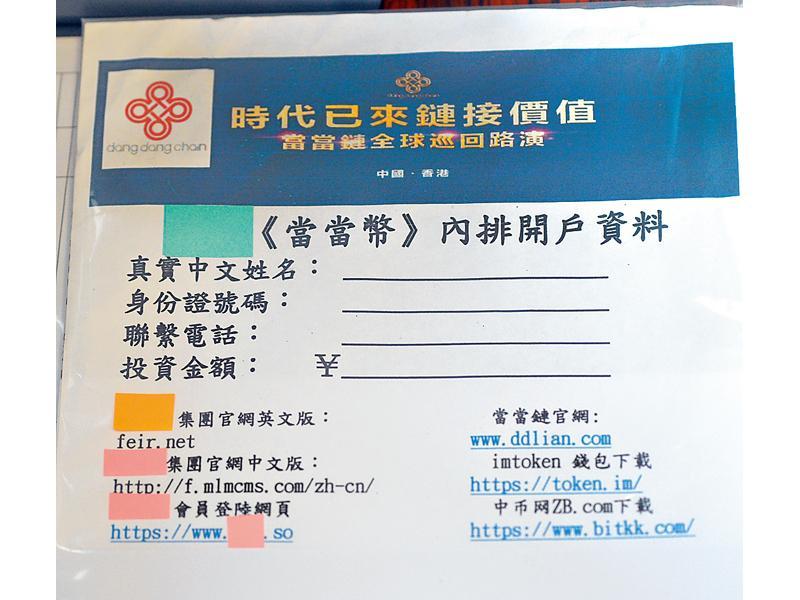 dang dang chain
時代已來鏈接價值
當當鏈全球巡回路演
中國·香港
《當當幣》內排開戶資料
真實中文姓名：
身份證號碼：
聯繫電話：
投資金額： ¥
集團官網英文版：
feir.net
集團官網中文版：
http://f.mlmcms.com/zh-cn/
會員登陸網頁
https://www. .so
當當鏈官網:
www.ddlian.com
imtoken 錢包下載
https://token.im/
中币网ZB.com下載
https://www.bitkk.com/